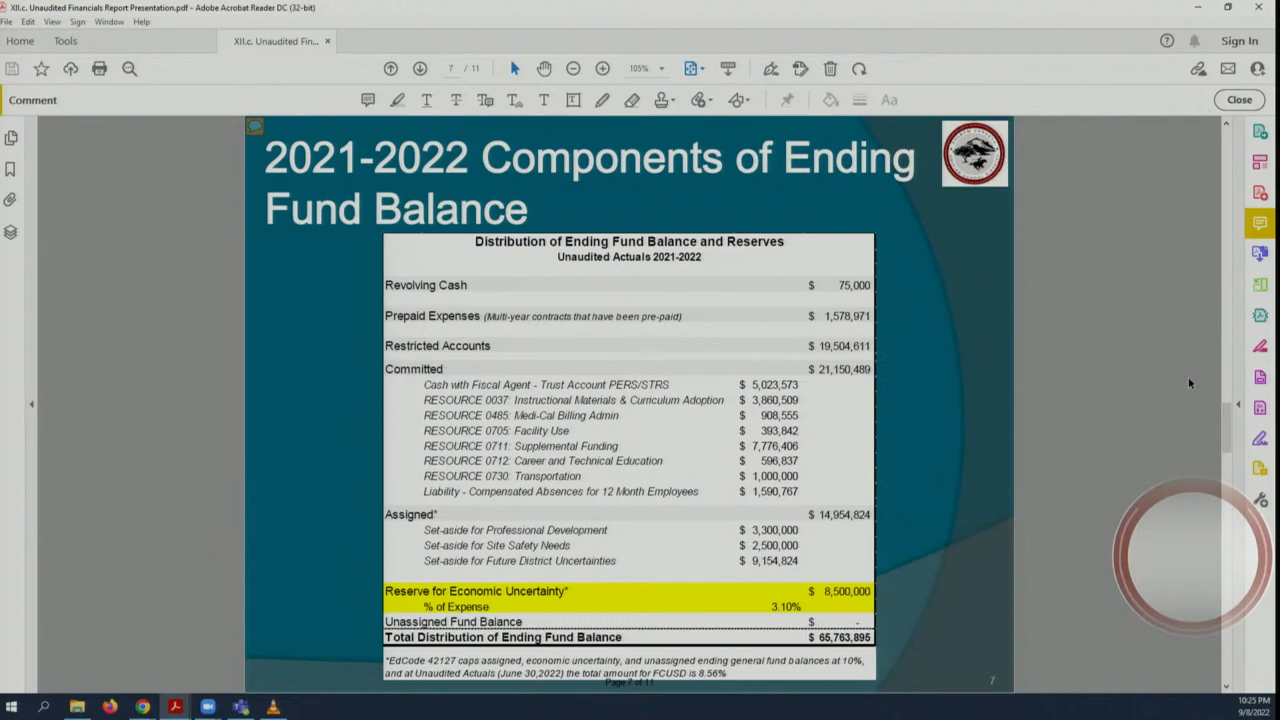 XII.c. Unaudited Financials Report Presentation.pdf - Adobe Acrobat Reader DC (32-bit)
File Edit View Sign Window Help
Home Tools XII.c. Unaudited Fin... × Sign In
7 / 11 105%
Comment Close
2021-2022 Components of Ending
Fund Balance
Distribution of Ending Fund Balance and Reserves
Unaudited Actuals 2021-2022
Revolving Cash $ 75,000
Prepaid Expenses (Multi-year contracts that have been pre-paid) $ 1,578,971
Restricted Accounts $ 19,504,611
Committed $ 21,150,489
Cash with Fiscal Agent - Trust Account PERS/STRS $ 5,023,573
RESOURCE 0037: Instructional Materials & Curriculum Adoption $ 3,860,509
RESOURCE 0485: Medi-Cal Billing Admin $ 908,555
RESOURCE 0705: Facility Use $ 393,842
RESOURCE 0711: Supplemental Funding $ 7,776,406
RESOURCE 0712: Career and Technical Education $ 596,837
RESOURCE 0730: Transportation $ 1,000,000
Liability - Compensated Absences for 12 Month Employees $ 1,590,767
Assigned* $ 14,954,824
Set-aside for Professional Development $ 3,300,000
Set-aside for Site Safety Needs $ 2,500,000
Set-aside for Future District Uncertainties $ 9,154,824
Reserve for Economic Uncertainty* $ 8,500,000
% of Expense 3.10%
Unassigned Fund Balance $ -
Total Distribution of Ending Fund Balance $ 65,763,895
*EdCode 42127 caps assigned, economic uncertainty, and unassigned ending general fund balances at 10%,
and at Unaudited Actuals (June 30,2022) the total amount for FCUSD is 8.56%
Page 7 of 11
7
10:25 PM
9/8/2022